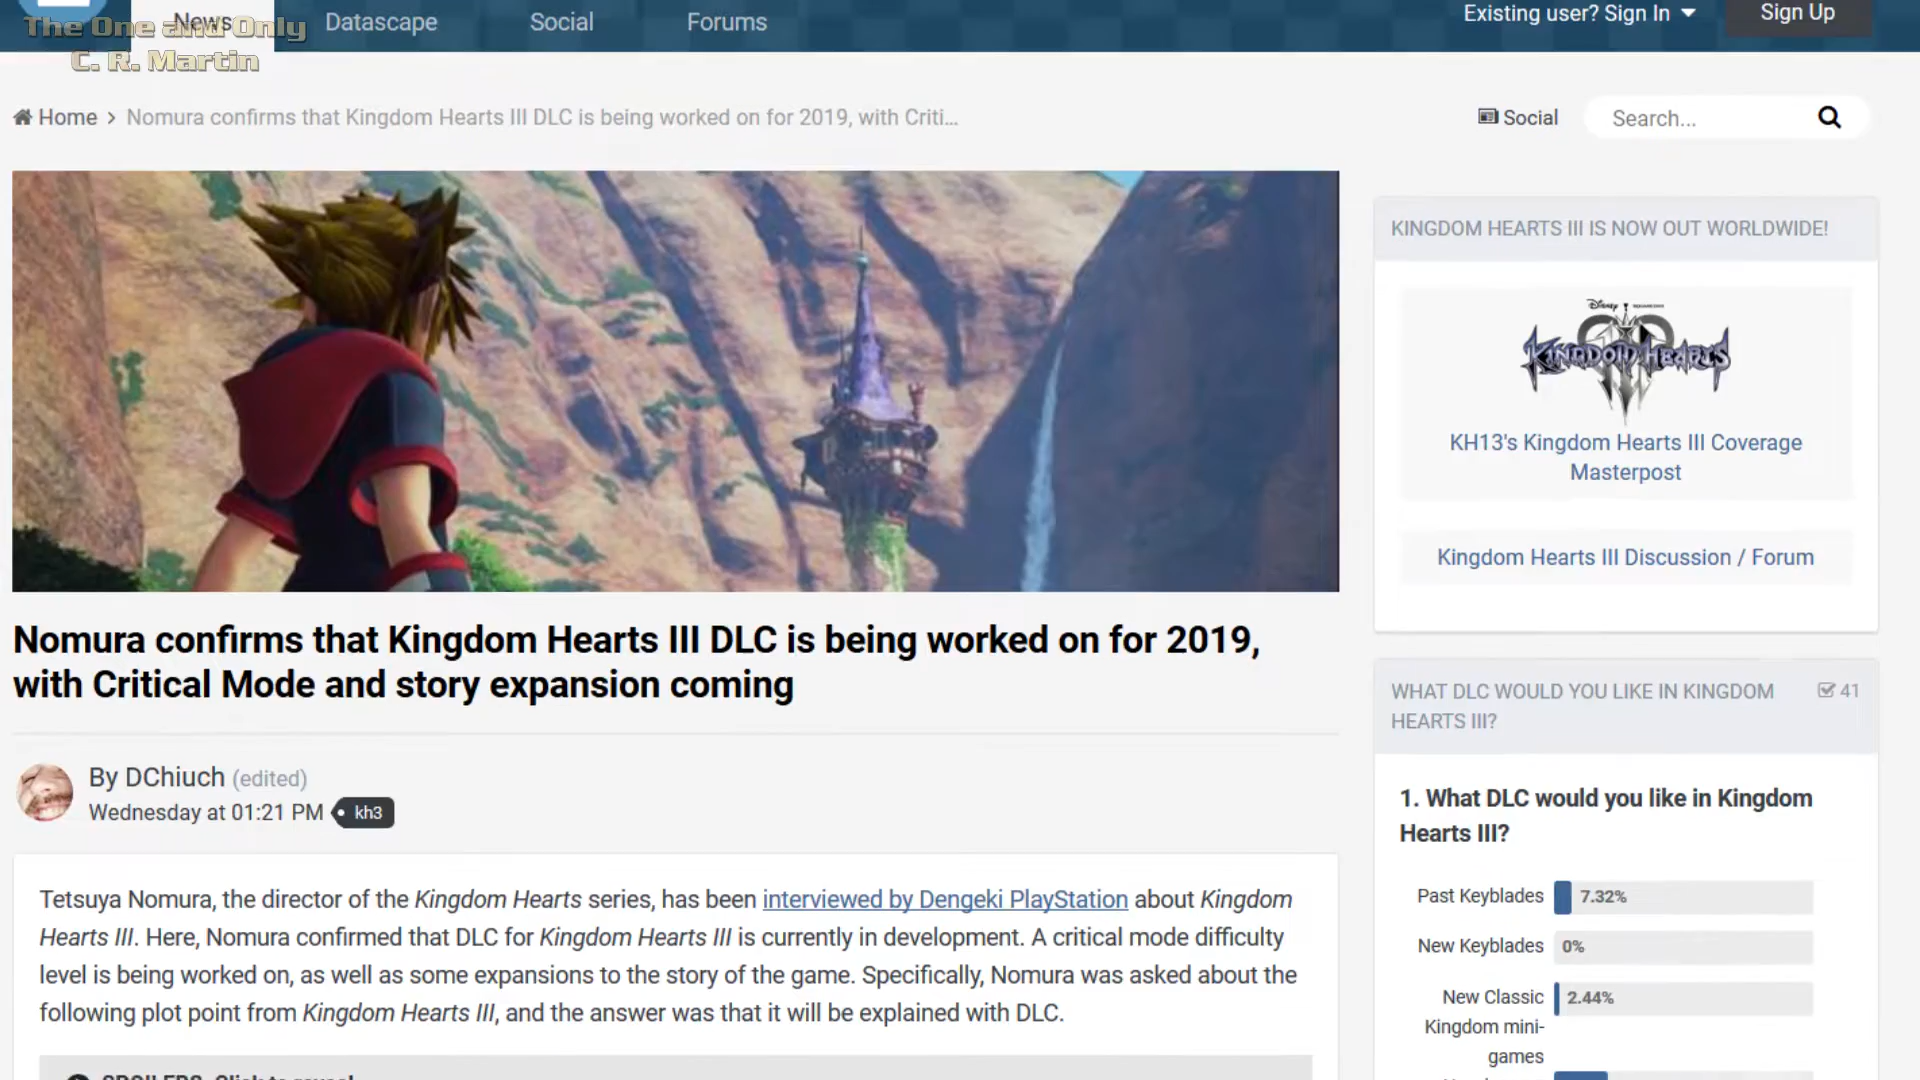 The One and Only
C. R. Martin
News
Datascape
Social
Forums
Existing user? Sign In
Sign Up
Home
Nomura confirms that Kingdom Hearts III DLC is being worked on for 2019, with Criti...
Social
Search...
KINGDOM HEARTS III IS NOW OUT WORLDWIDE!
Disney
KINGDOM HEARTS
III
KH13's Kingdom Hearts III Coverage
Masterpost
Kingdom Hearts III Discussion / Forum
Nomura confirms that Kingdom Hearts III DLC is being worked on for 2019,
with Critical Mode and story expansion coming
By DChiuch (edited)
Wednesday at 01:21 PM
kh3
Tetsuya Nomura, the director of the Kingdom Hearts series, has been interviewed by Dengeki PlayStation about Kingdom
Hearts III. Here, Nomura confirmed that DLC for Kingdom Hearts III is currently in development. A critical mode difficulty
level is being worked on, as well as some expansions to the story of the game. Specifically, Nomura was asked about the
following plot point from Kingdom Hearts III, and the answer was that it will be explained with DLC.
SPOILERS Click to reveal
WHAT DLC WOULD YOU LIKE IN KINGDOM
HEARTS III?
41
1. What DLC would you like in Kingdom
Hearts III?
Past Keyblades
7.32%
New Keyblades
0%
New Classic
Kingdom mini-
games
2.44%